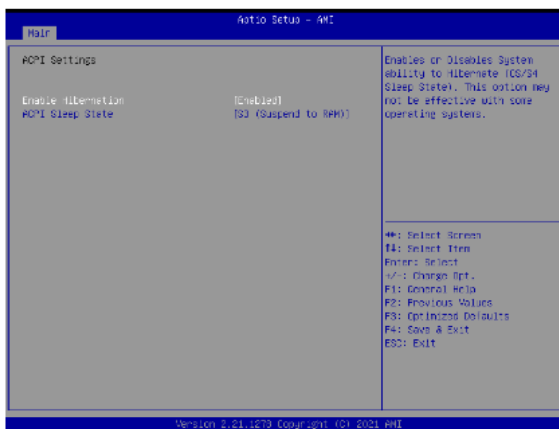 Aptio Setup - AMI
Main
ACPI Settings
Enable Hibernation [Enabled]
ACPI Sleep State [S3 (Suspend to RAM)]
Enables or Disables System
ability to Hibernate (OS/S4
Sleep State). This option may
not be effective with some
operating systems.
: Select Screen
: Select Item
Enter: Select
+/-: Change Opt.
F1: General Help
F2: Previous Values
F3: Optimized Defaults
F4: Save & Exit
ESC: Exit
Version 2.21.1278 Copyright (C) 2021 AMI